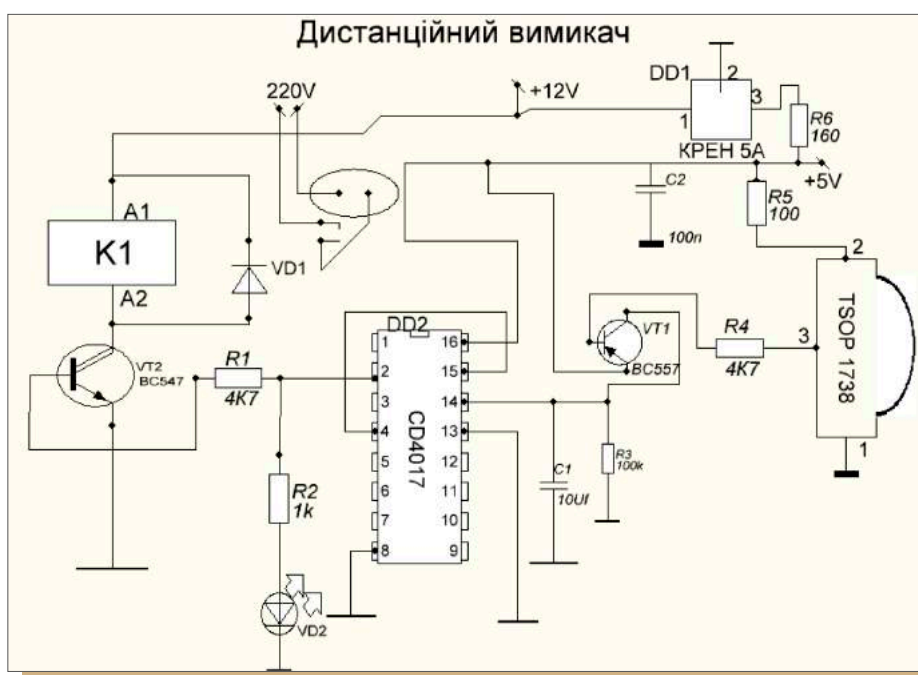 Дистанційний вимикач
220V
+12V
DD1
2
1
3
КРЕН 5А
R6
160
+5V
C2
100n
R5
100
A1
K1
A2
VD1
2
3
TSOP 1738
1
R4
4K7
VT1
BC557
VT2
BC547
R1
4K7
DD2
1
2
3
4
5
6
7
8
CD4017
16
15
14
13
12
11
10
9
R2
1k
VD2
C1
10Uf
R3
100k